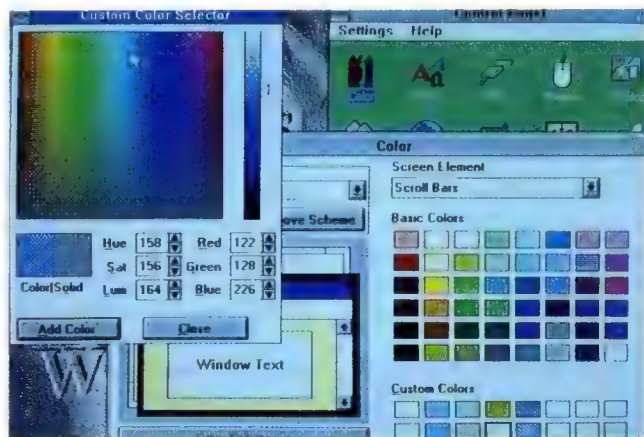 Custom Color Selector
Hue 158 Red 122
Sat 156 Green 128
Color|Solid Lum 164 Blue 226
Add Color Close
Control Panel
Settings Help
Color
Screen Element
Scroll Bars
Scheme
Basic Colors
Window Text
Custom Colors
W